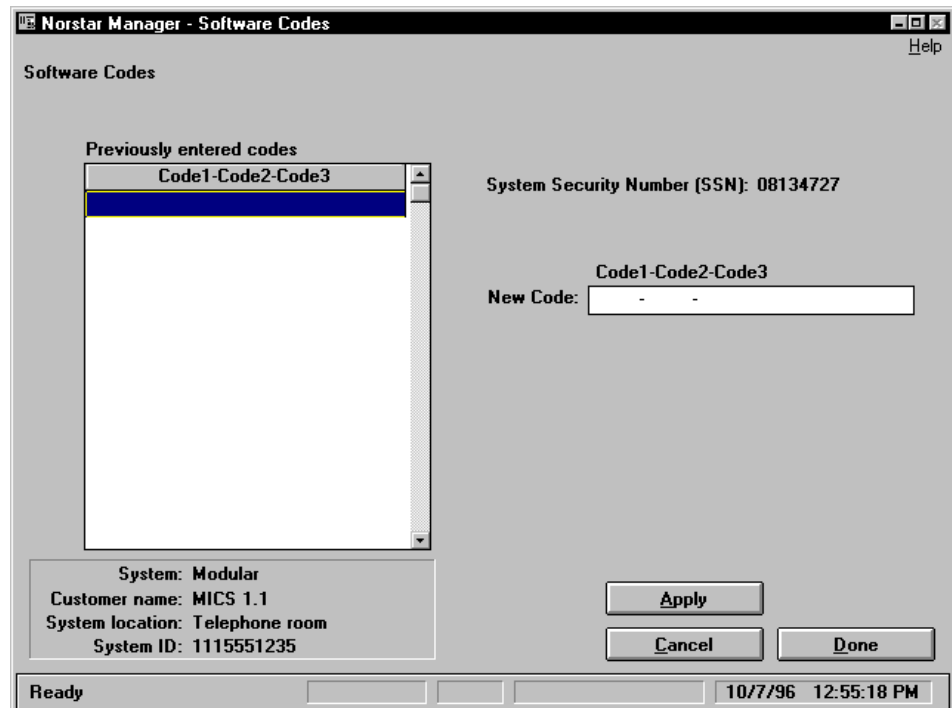 Norstar Manager - Software Codes
Help
Software Codes
Previously entered codes
Code1-Code2-Code3
System Security Number (SSN): 08134727
Code1-Code2-Code3
New Code: - -
System: Modular
Customer name: MICS 1.1
System location: Telephone room
System ID: 1115551235
Apply
Cancel
Done
Ready
10/7/96 12:55:18 PM